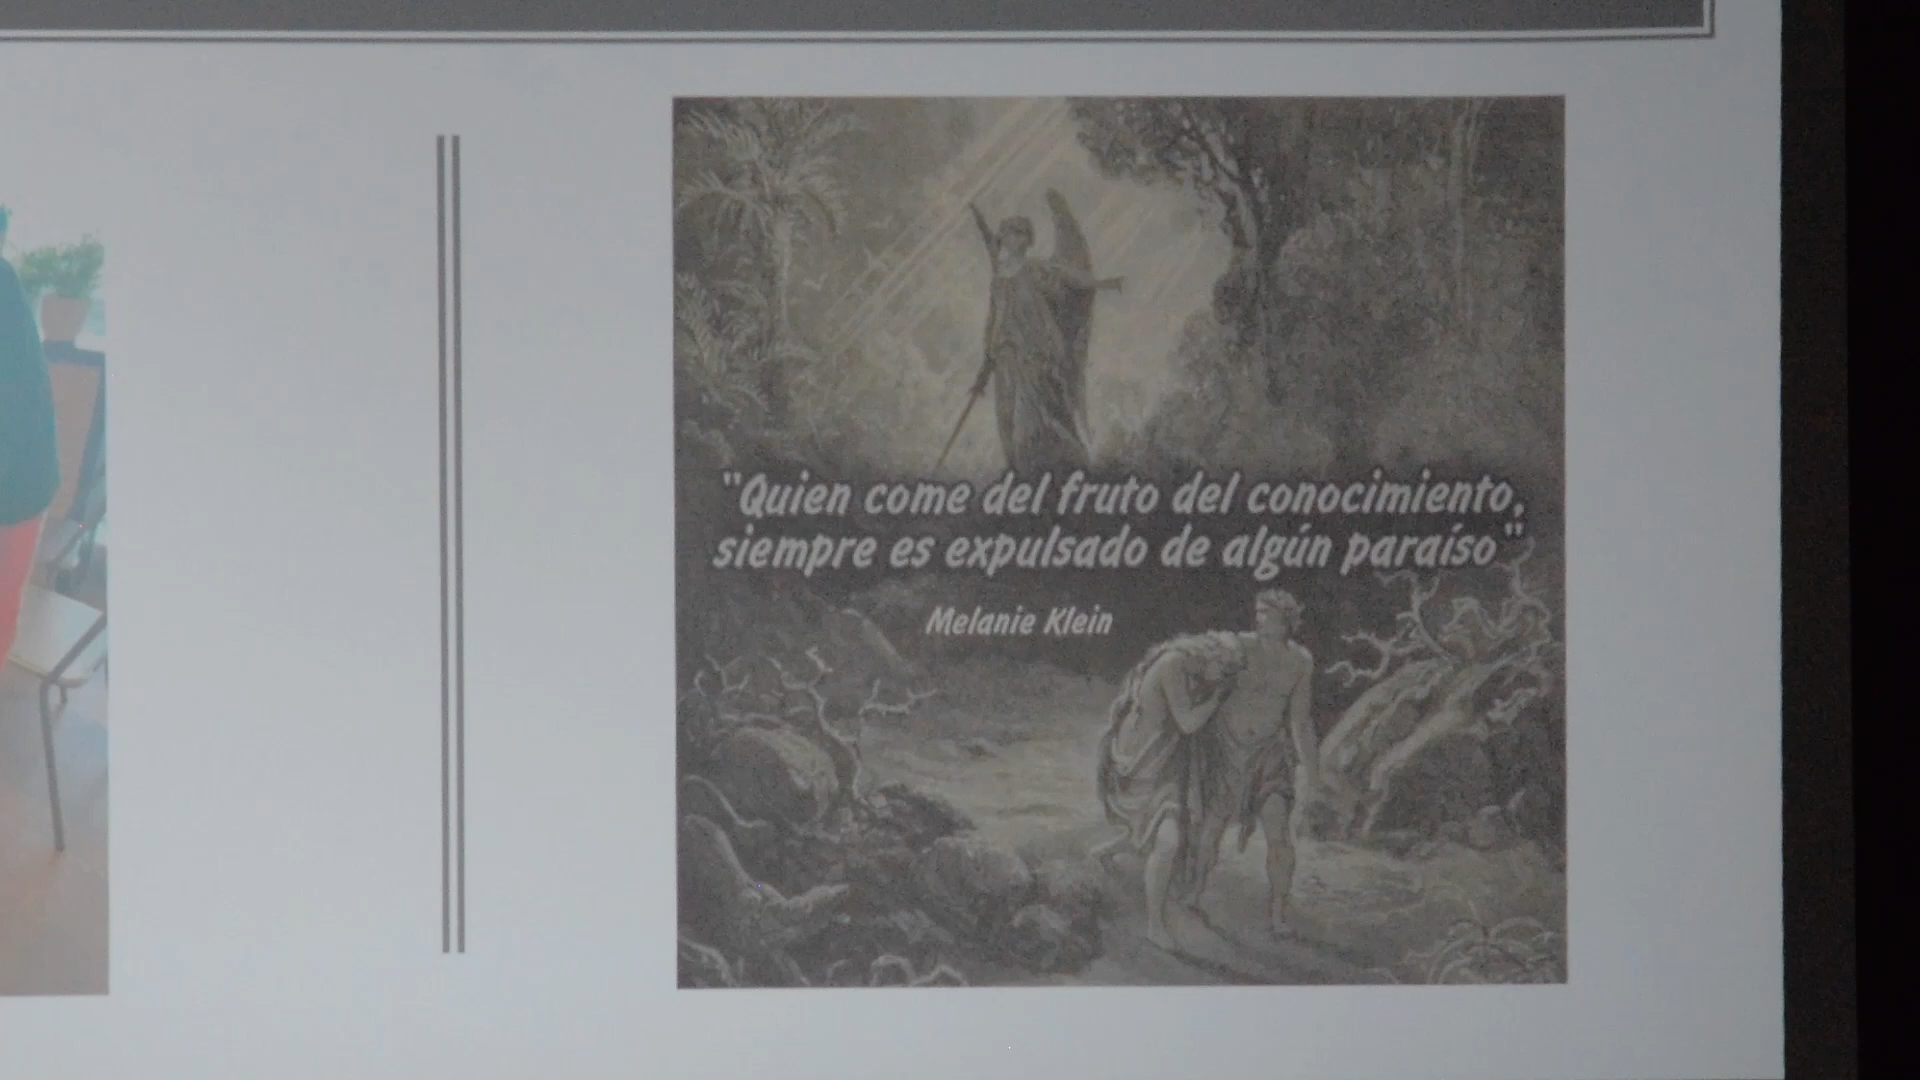 "Quien come del fruto del conocimiento,
siempre es expulsado de algún paraíso"
Melanie Klein